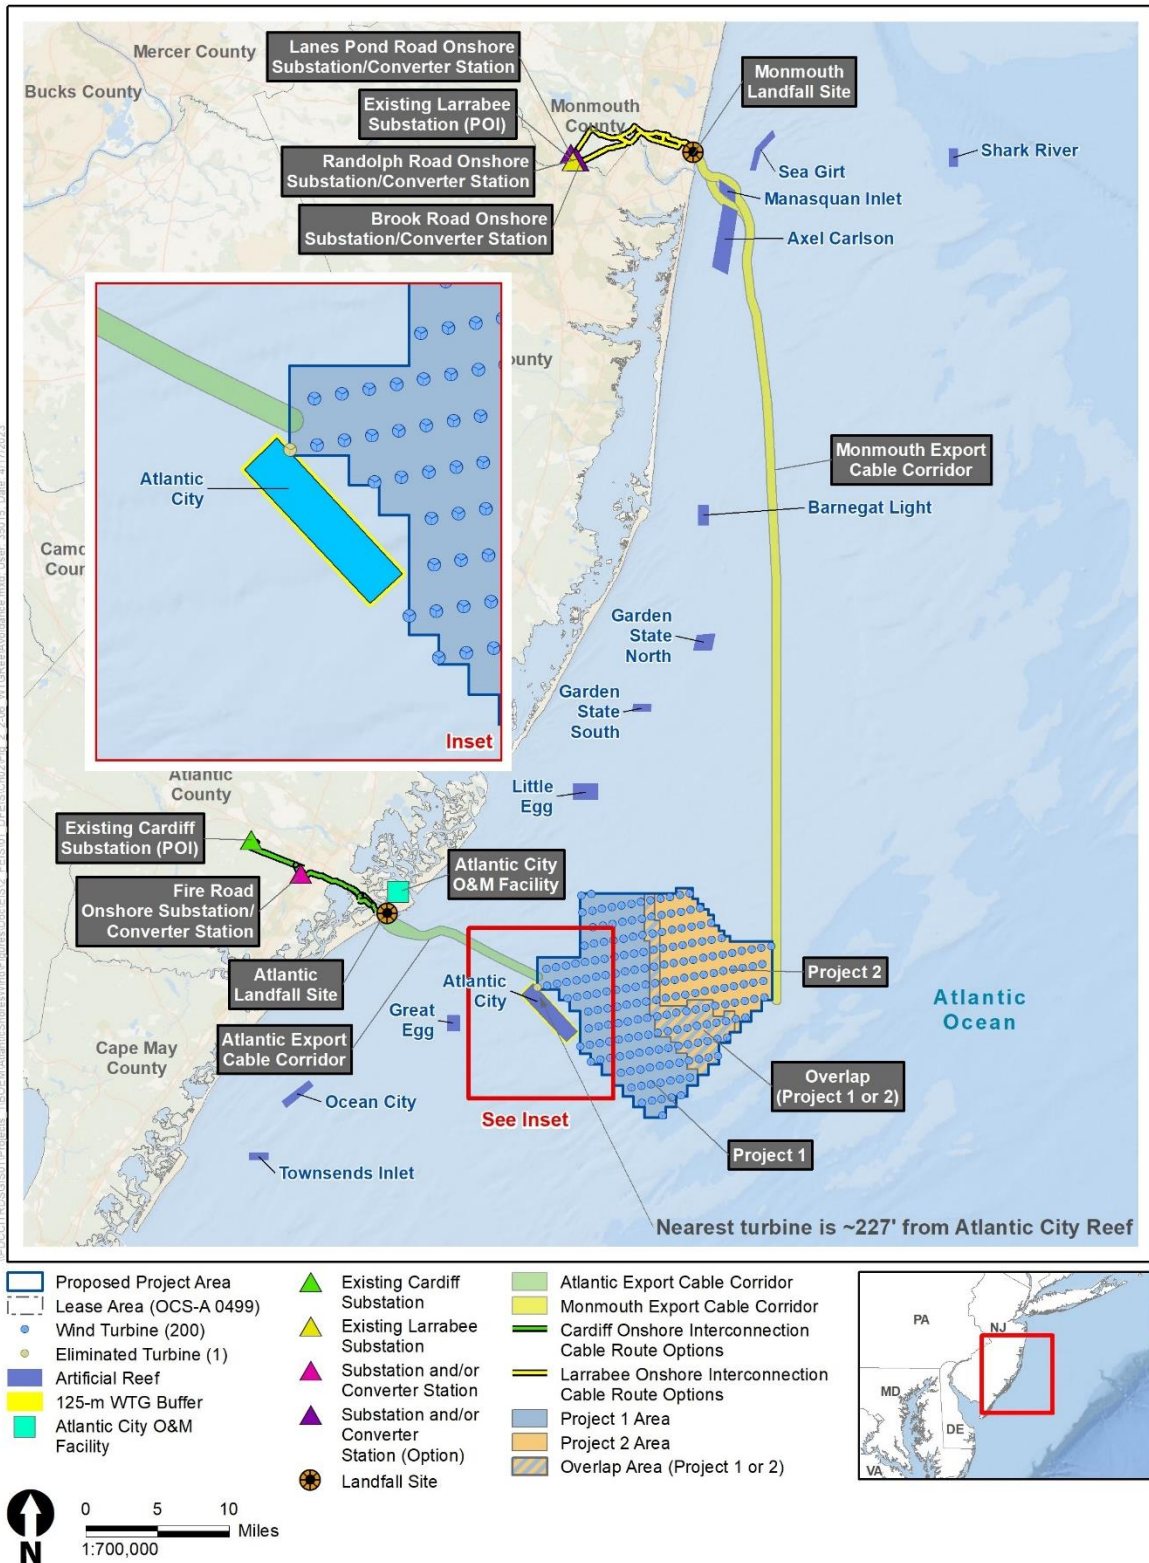 Mercer County
Bucks County
Lanes Pond Road Onshore
Substation/Converter Station
Existing Larrabee
Substation (POI)
Monmouth
County
Randolph Road Onshore
Substation/Converter Station
Brook Road Onshore
Substation/Converter Station
Monmouth
Landfall Site
Shark River
Sea Girt
Manasquan Inlet
Axel Carlson
ounty
Atlantic
City
Inset
Camd
Coun
Monmouth Export
Cable Corridor
Barnegat Light
Garden
State
North
Garden
State
South
Little
Egg
Atlantic
County
Existing Cardiff
Substation (POI)
Fire Road
Onshore Substation/
Converter Station
Atlantic City
O&M Facility
Atlantic
Landfall Site
Atlantic
City
Great
Egg
Atlantic Export
Cable Corridor
Project 2
Atlantic
Ocean
Cape May
County
Overlap
(Project 1 or 2)
Ocean City
See Inset
Project 1
Townsends Inlet
Nearest turbine is ~227' from Atlantic City Reef
Proposed Project Area
Lease Area (OCS-A 0499)
Wind Turbine (200)
Eliminated Turbine (1)
Artificial Reef
125-m WTG Buffer
Atlantic City O&M
Facility
Existing Cardiff
Substation
Existing Larrabee
Substation
Substation and/or
Converter Station
Substation and/or
Converter
Station (Option)
Landfall Site
Atlantic Export Cable Corridor
Monmouth Export Cable Corridor
Cardiff Onshore Interconnection
Cable Route Options
Larrabee Onshore Interconnection
Cable Route Options
Project 1 Area
Project 2 Area
Overlap Area (Project 1 or 2)
PA
NJ
MD
DE
VA
N
0 5 10
Miles
1:700,000